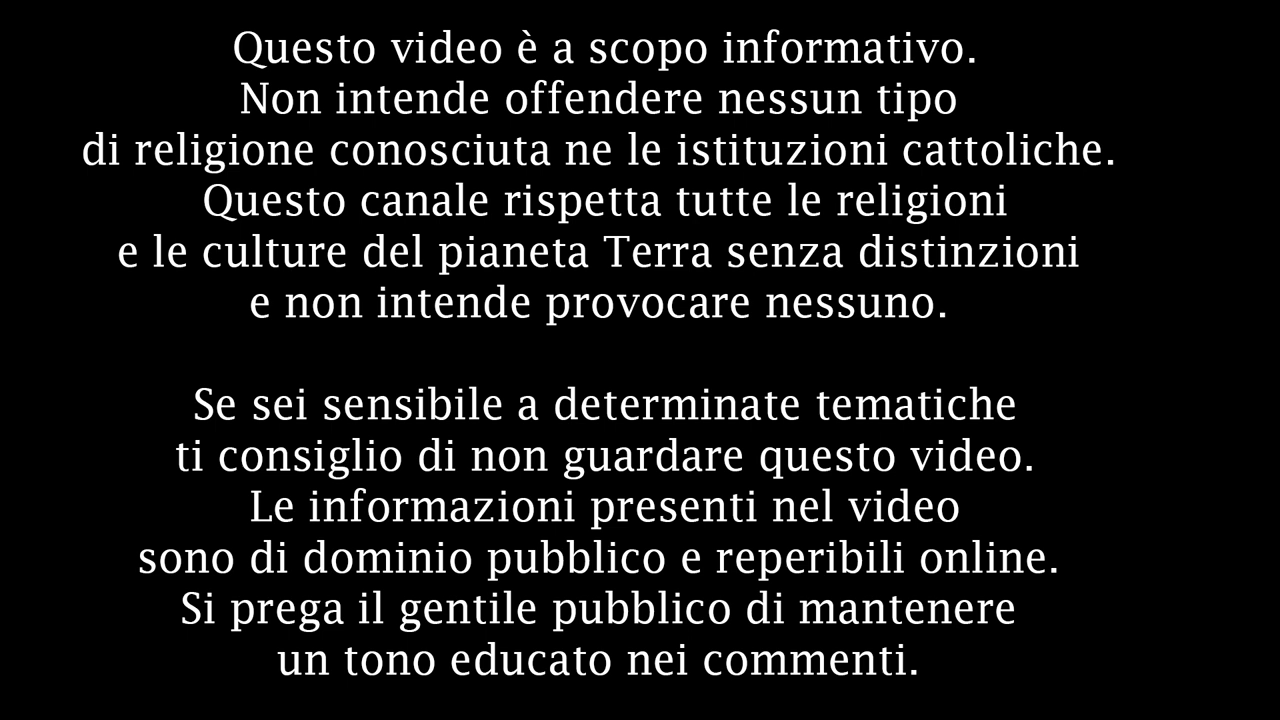 Questo video è a scopo informativo.
Non intende offendere nessun tipo
di religione conosciuta ne le istituzioni cattoliche.
Questo canale rispetta tutte le religioni
e le culture del pianeta Terra senza distinzioni
e non intende provocare nessuno.
Se sei sensibile a determinate tematiche
ti consiglio di non guardare questo video.
Le informazioni presenti nel video
sono di dominio pubblico e reperibili online.
Si prega il gentile pubblico di mantenere
un tono educato nei commenti.